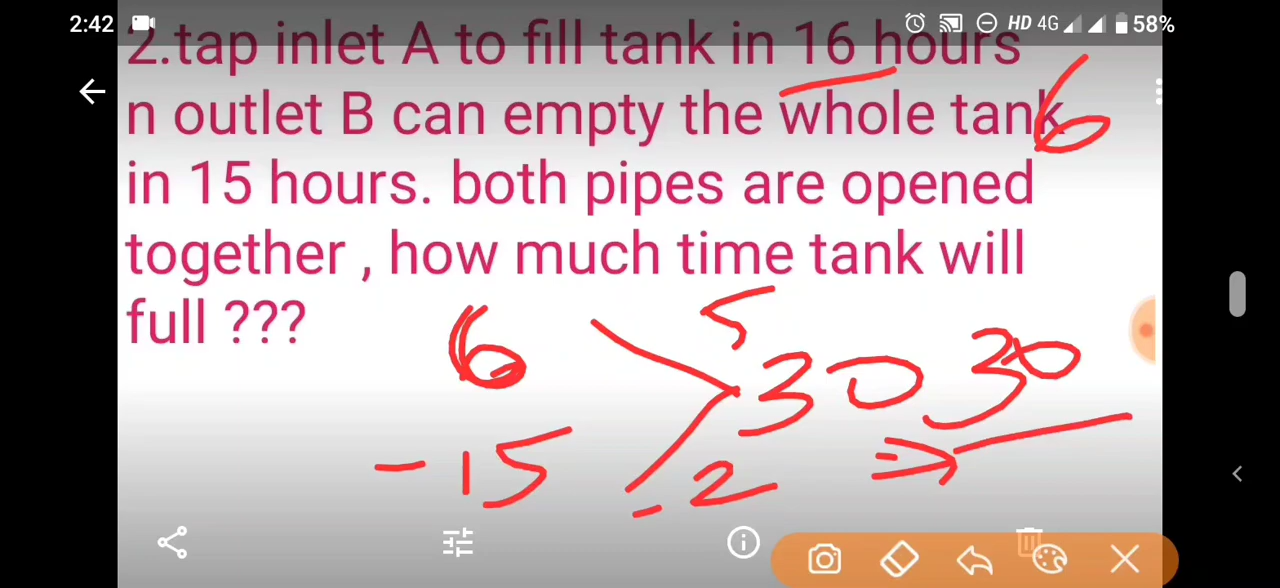 2:42 HD 4G 58%
2.tap inlet A to fill tank in 16 hours
n outlet B can empty the whole tank
6
in 15 hours. both pipes are opened
together , how much time tank will
full ???
6 5
30 30
-15 -2 =>